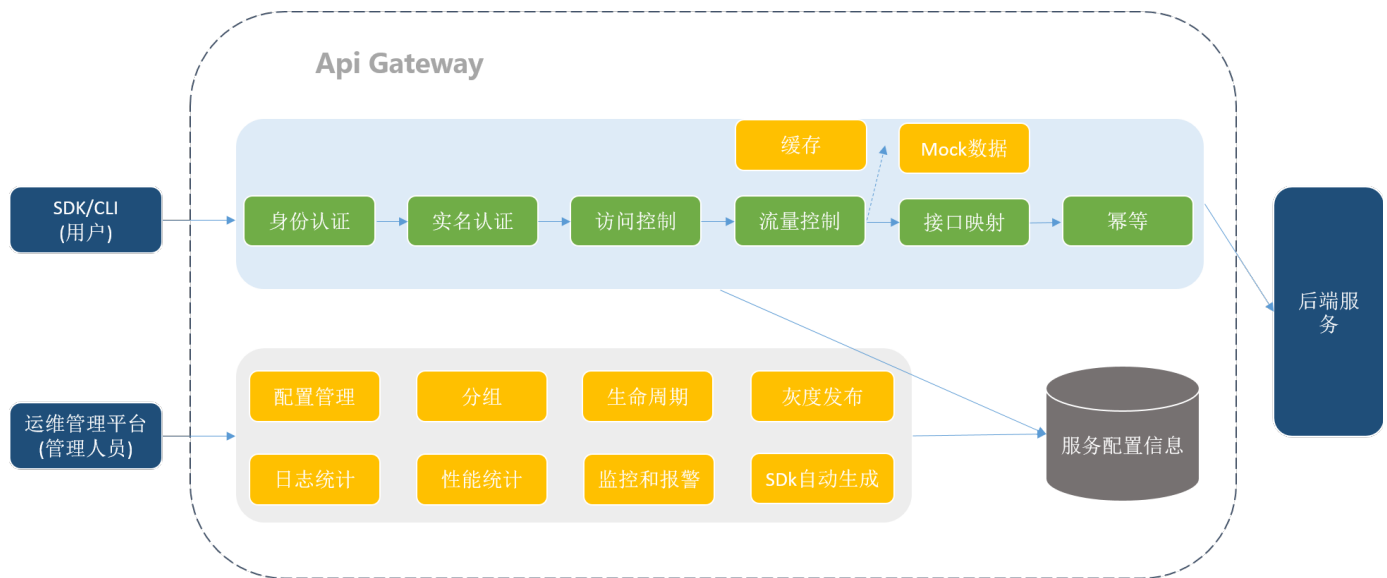 Api Gateway
缓存
Mock数据
SDK/CLI
(用户)
身份认证
实名认证
访问控制
流量控制
接口映射
幂等
后端服
务
配置管理
分组
生命周期
灰度发布
运维管理平台
(管理人员)
服务配置信息
日志统计
性能统计
监控和报警
SDk自动生成